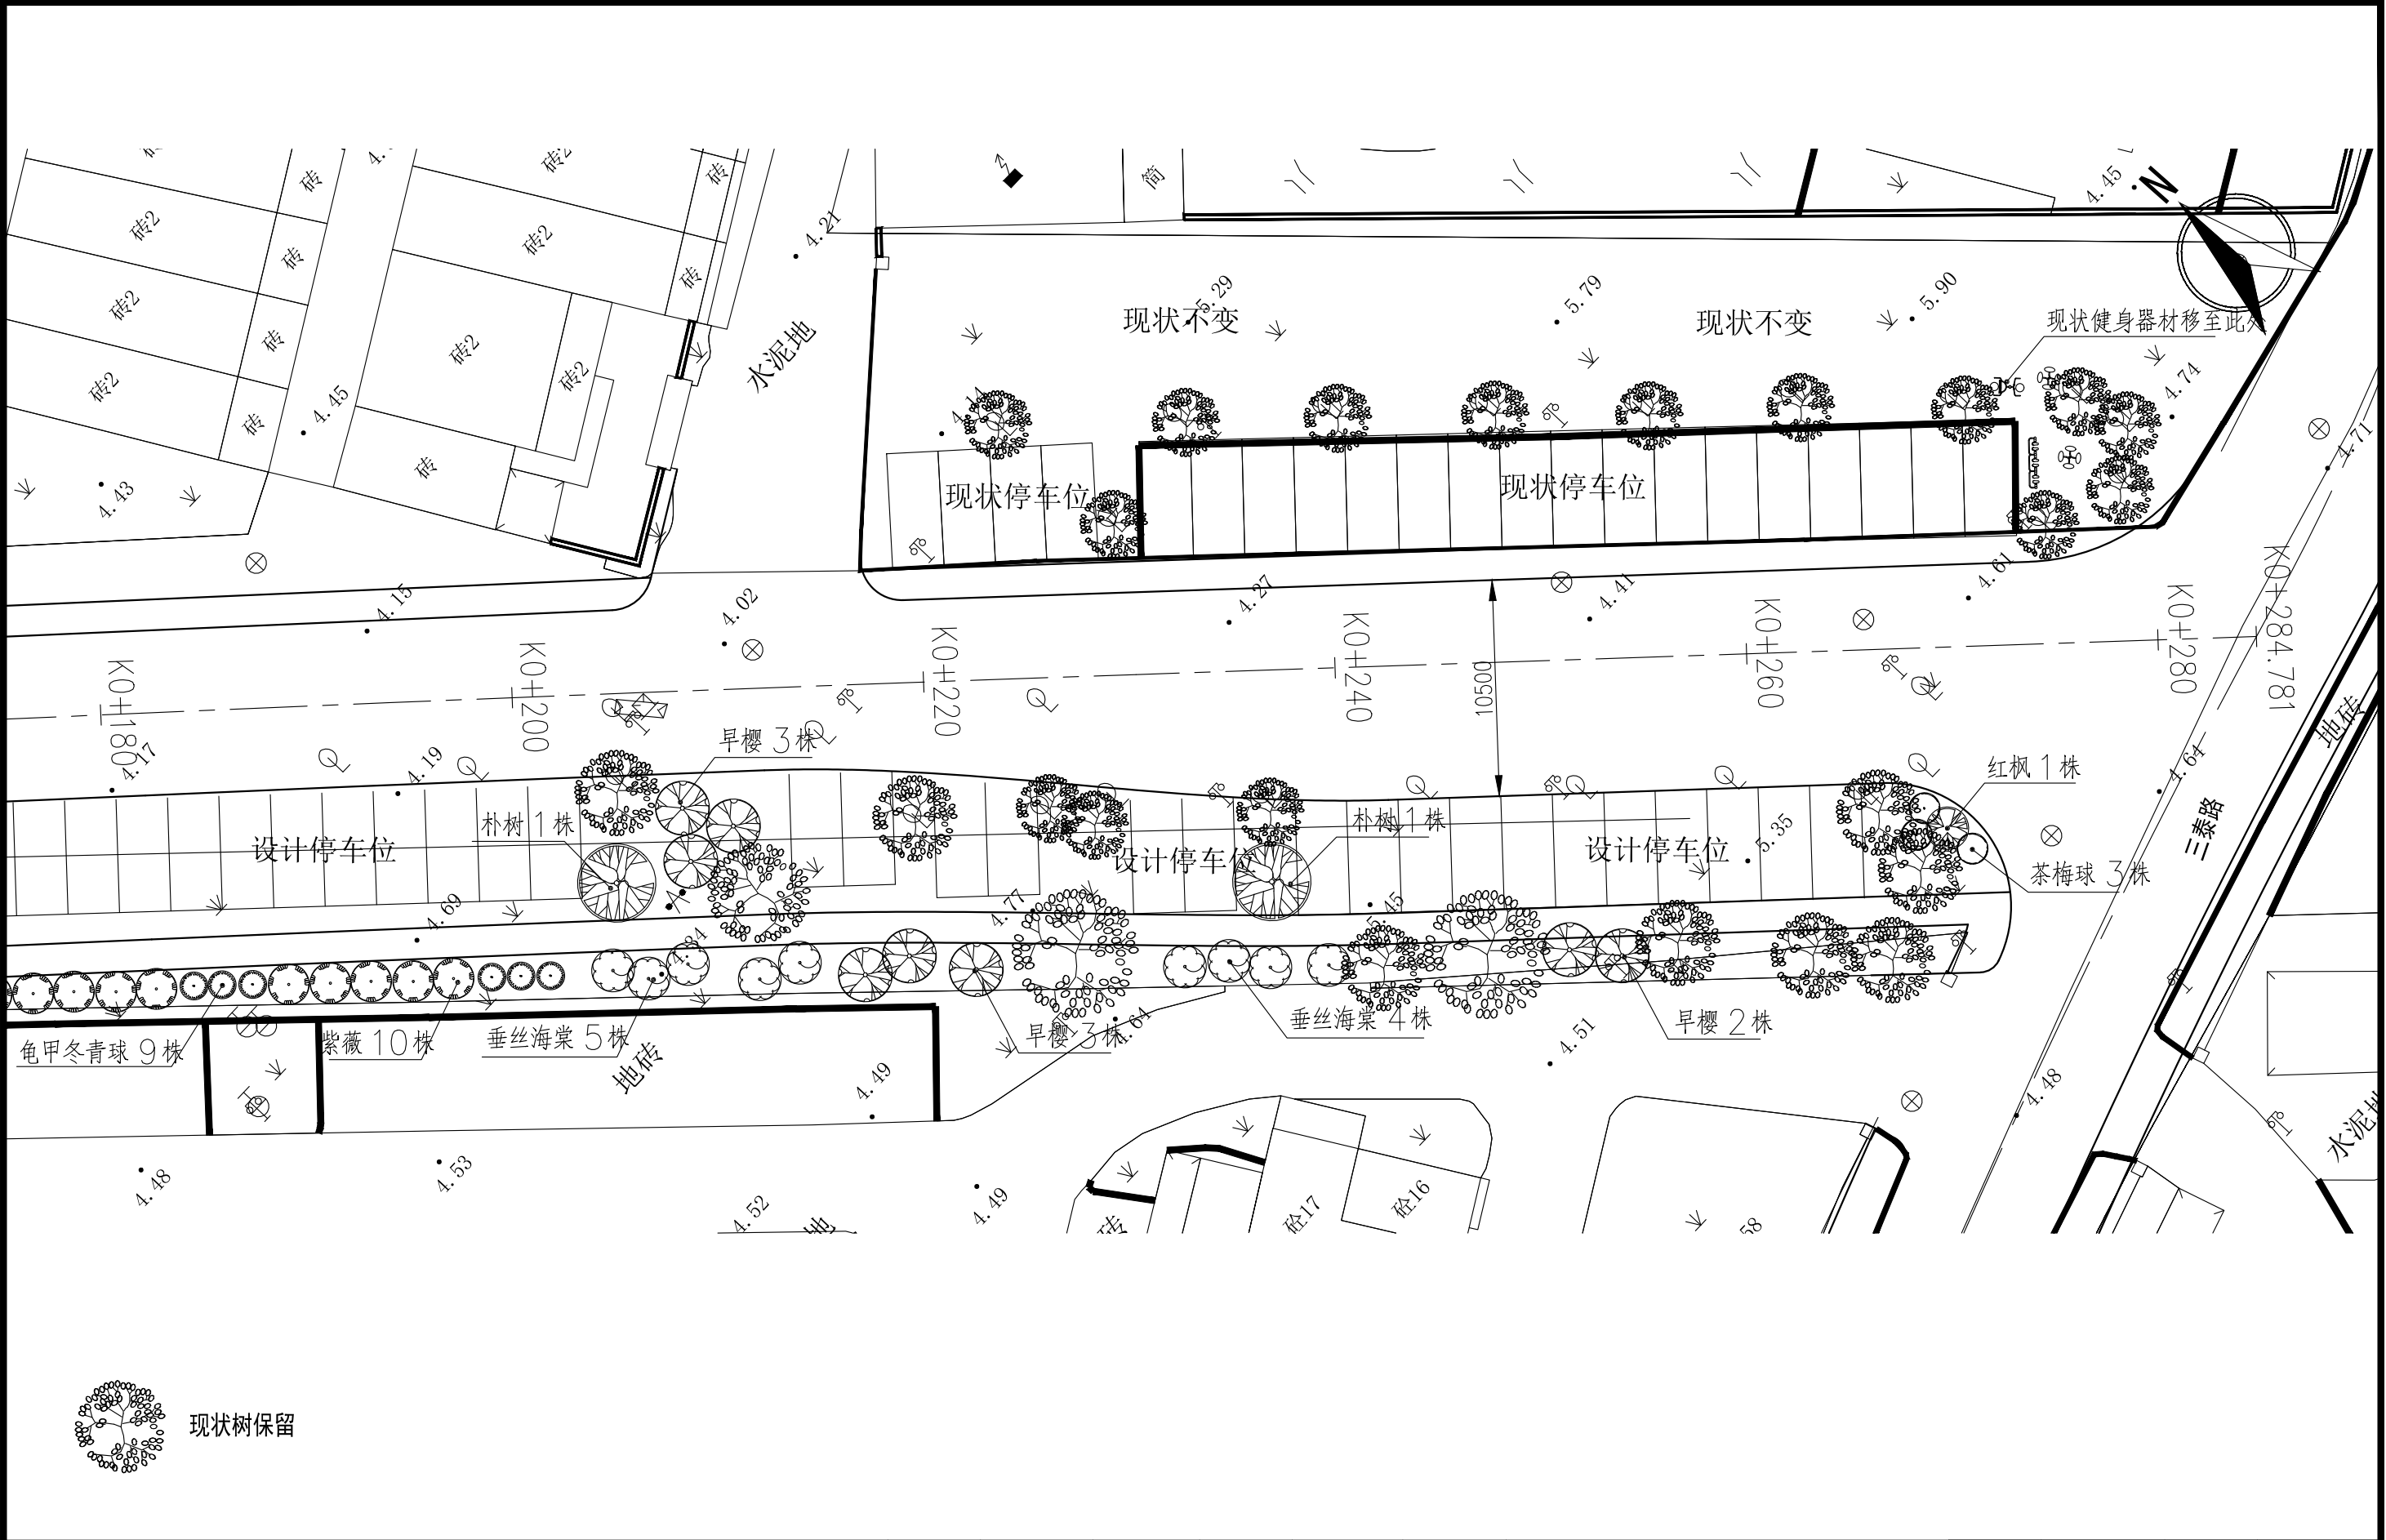 砖2
砖
砖
砖2
砖
砖2
砖
砖2
砖
砖2
砖2
砖2
砖2
砖
砖
砖
简
N
4.45
4.21
5.29
5.79
5.90
现状不变
现状不变
现状健身器材移至此处
水泥地
4.45
4.74
4.71
4.43
现状停车位
现状停车位
4.15
4.02
4.27
4.41
4.61
K0+180
K0+200
K0+220
K0+240
K0+260
K0+280
K0+284.781
10500
地砖
4.17
4.19
早樱 3 株
朴树 1 株
朴树 1 株
红枫 1 株
4.64
三泰路
设计停车位
设计停车位
设计停车位
5.35
茶梅球 3 株
4.69
4.77
5.45
龟甲冬青球 9 株
紫薇 10 株
垂丝海棠 5 株
早樱 3 株
4.64
垂丝海棠 4 株
早樱 2 株
地砖
4.49
4.51
4.48
水泥地
4.48
4.53
4.52
地
4.49
砖
砼17
砼16
58
现状树保留